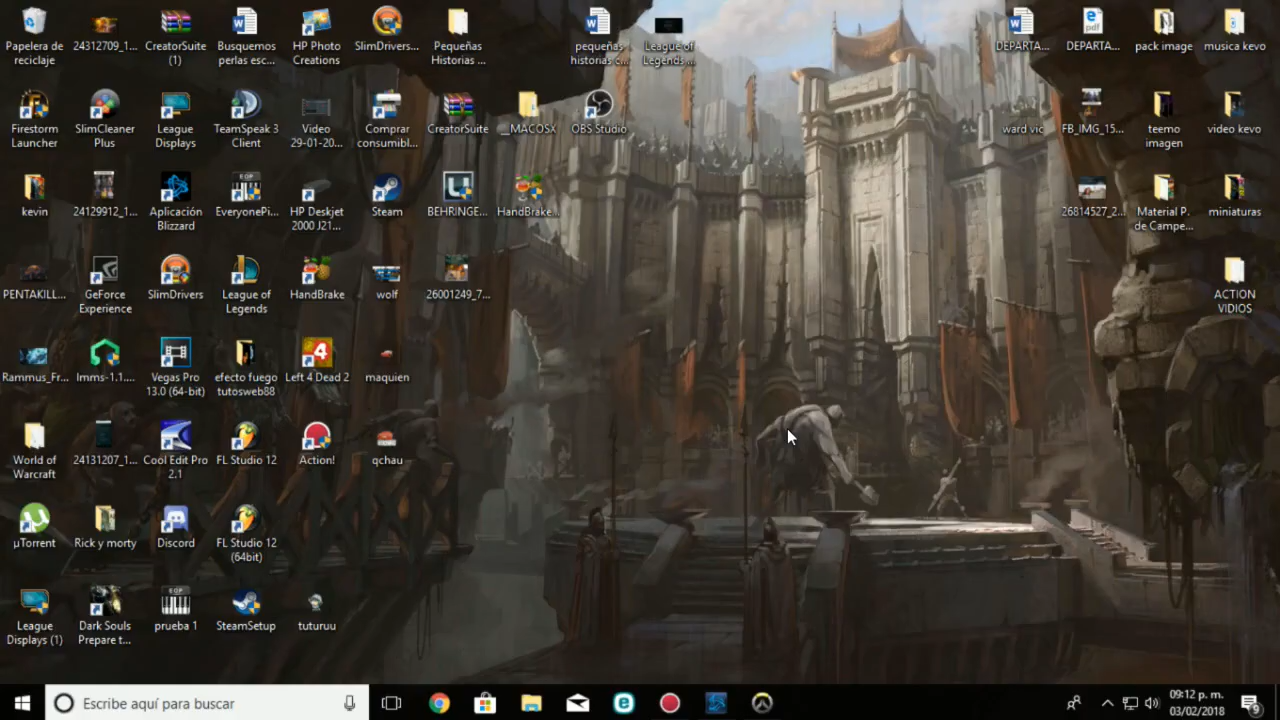 Papelera de
reciclaje
24312709_1...
CreatorSuite
(1)
Busquemos
perlas esc...
HP Photo
Creations
SlimDrivers...
Pequeñas
Historias ...
pequeñas
historias c...
League of
Legends ...
DEPARTA...
DEPARTA...
pack image
musica kevo
Firestorm
Launcher
SlimCleaner
Plus
League
Displays
TeamSpeak 3
Client
Video
29-01-20...
Comprar
consumibl...
CreatorSuite
__MACOSX
OBS Studio
ward vic
FB_IMG_15...
teemo
imagen
video kevo
kevin
24129912_1...
Aplicación
Blizzard
EveryonePi...
HP Deskjet
2000 J21...
Steam
BEHRINGE...
HandBrake...
26814527_2...
Material P.
de Campe...
miniaturas
PENTAKILL...
GeForce
Experience
SlimDrivers
League of
Legends
HandBrake
wolf
26001249_7...
ACTION
VIDIOS
Rammus_Fr...
lmms-1.1....
Vegas Pro
13.0 (64-bit)
efecto fuego
tutosweb88
Left 4 Dead 2
maquien
World of
Warcraft
24131207_1...
Cool Edit Pro
2.1
FL Studio 12
Action!
qchau
µTorrent
Rick y morty
Discord
FL Studio 12
(64bit)
League
Displays (1)
Dark Souls
Prepare t...
prueba 1
SteamSetup
tuturuu
Escribe aquí para buscar
09:12 p. m.
03/02/2018
9